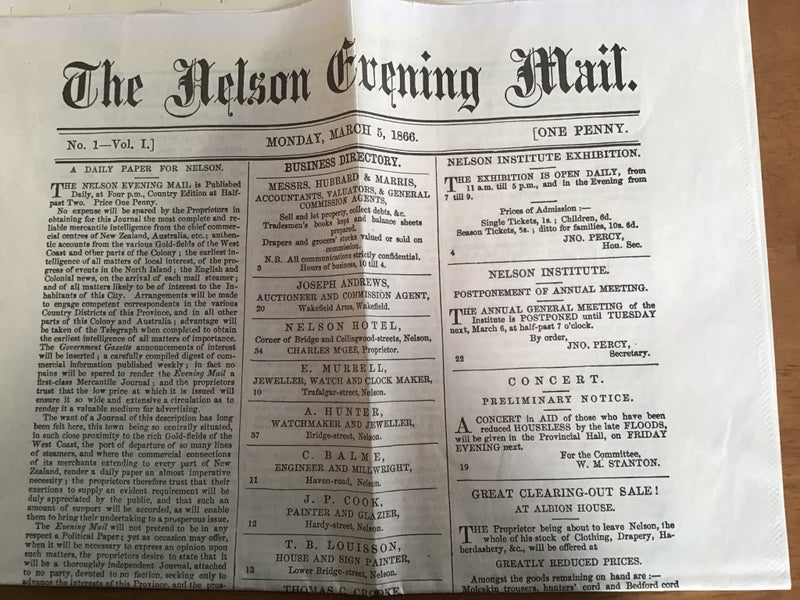 The Nelson Evening Mail.
No. 1—Vol. I.]
MONDAY, MARCH 5, 1866.
[ONE PENNY.
A DAILY PAPER FOR NELSON.
THE NELSON EVENING MAIL is Published
Daily, at Four p.m., Country Edition at Half-
past Two. Price One Penny.
No expense will be spared by the Proprietors in
obtaining for this Journal the most complete and re-
liable mercantile intelligence from the chief commer-
cial centres of New Zealand, Australia, &c., ; authen-
tic accounts from the various Gold-fields of the West
Coast and other parts of the Colony; the earliest in-
telligence of all matters of local interest, of the pro-
gress of events in the North Island; the English and
Colonial news, on the arrival of each mail steamer;
and of all matters likely to be of interest to the In-
habitants of this City. Arrangements will be made
to engage competent correspondents in the various
Country Districts of this Province, and in all other
parts of this Colony and Australia; advantage will
be taken of the Telegraph when completed to obtain
the earliest intelligence of all matters of importance.
The Government Gazette announcements of interest
will be inserted; a carefully compiled digest of com-
mercial information published weekly; in fact no
pains will be spared to render the Evening Mail a
first-class Mercantile Journal; and the proprietors
trust that the low price at which it is issued will
ensure it so wide and extensive a circulation as to
render it a valuable medium for advertising.
The want of a Journal of this description has long
been felt here, this town being so centrally situated,
in such close proximity to the rich Gold-fields of the
West Coast, the port of departure of so many lines
of steamers, and where the commercial connections
of its merchants extending to every part of New
Zealand, render a daily paper an almost imperative
necessity; the proprietors therefore trust that their
exertions to supply an evident requirement will be
duly appreciated by the public, and that such an
amount of support will be accorded, as will enable
them to bring their undertaking to a prosperous issue.
The Evening Mail will not pretend to be in any
respect a Political Paper; yet as occasion may offer,
when it will be necessary to express an opinion upon
such matters, the proprietors desire to state that it
will be a thoroughly independent Journal, attached
to no party, devoted to no faction, seeking only to
advance the interests of this Province, and the pros-
BUSINESS DIRECTORY.
MESSRS. HUBBARD & MARRIS,
ACCOUNTANTS, VALUATORS, & GENERAL
COMMISSION AGENTS,
Sell and let property, collect debts, &c.
Tradesmen's books kept and balance sheets
prepared.
Drapers and grocers' stocks valued or sold on
commission.
N.B. All communications strictly confidential.
3 Hours of business, 10 till 4.
JOSEPH ANDREWS,
AUCTIONEER AND COMMISSION AGENT,
20 Wakefield Arms, Wakefield.
NELSON HOTEL,
Corner of Bridge and Collingwood-streets, Nelson,
34 CHARLES M'GEE, Proprietor.
E. MURRELL,
JEWELLER, WATCH AND CLOCK MAKER,
10 Trafalgar-street, Nelson.
A. HUNTER,
WATCHMAKER AND JEWELLER,
37 Bridge-street, Nelson.
C. BALME,
ENGINEER AND MILLWRIGHT,
11 Haven-road, Nelson.
J. P. COOK,
PAINTER AND GLAZIER,
12 Hardy-street, Nelson.
T. B. LOUISSON,
HOUSE AND SIGN PAINTER,
13 Lower Bridge-street, Nelson.
THOMAS C. CROOKE
NELSON INSTITUTE EXHIBITION.
THE EXHIBITION IS OPEN DAILY, from
11 a.m. till 5 p.m., and in the Evening from
7 till 9.
Prices of Admission :—
Single Tickets, 1s. ; Children, 6d.
Season Tickets, 5s. ; ditto for families, 10s. 6d.
JNO. PERCY,
4 Hon. Sec.
NELSON INSTITUTE.
POSTPONEMENT OF ANNUAL MEETING.
THE ANNUAL GENERAL MEETING of the
Institute is POSTPONED until TUESDAY
next, March 6, at half-past 7 o'clock.
By order,
JNO. PERCY,
22 Secretary.
CONCERT.
PRELIMINARY NOTICE.
A CONCERT in AID of those who have been
reduced HOUSELESS by the late FLOODS,
will be given in the Provincial Hall, on FRIDAY
EVENING next.
For the Committee,
19 W. M. STANTON.
GREAT CLEARING-OUT SALE!
AT ALBION HOUSE.
THE Proprietor being about to leave Nelson, the
whole of his stock of Clothing, Drapery, Ha-
berdashery, &c., will be offered at
GREATLY REDUCED PRICES.
Amongst the goods remaining on hand are :—
Moleskin trousers, hunters' cord and Bedford cord